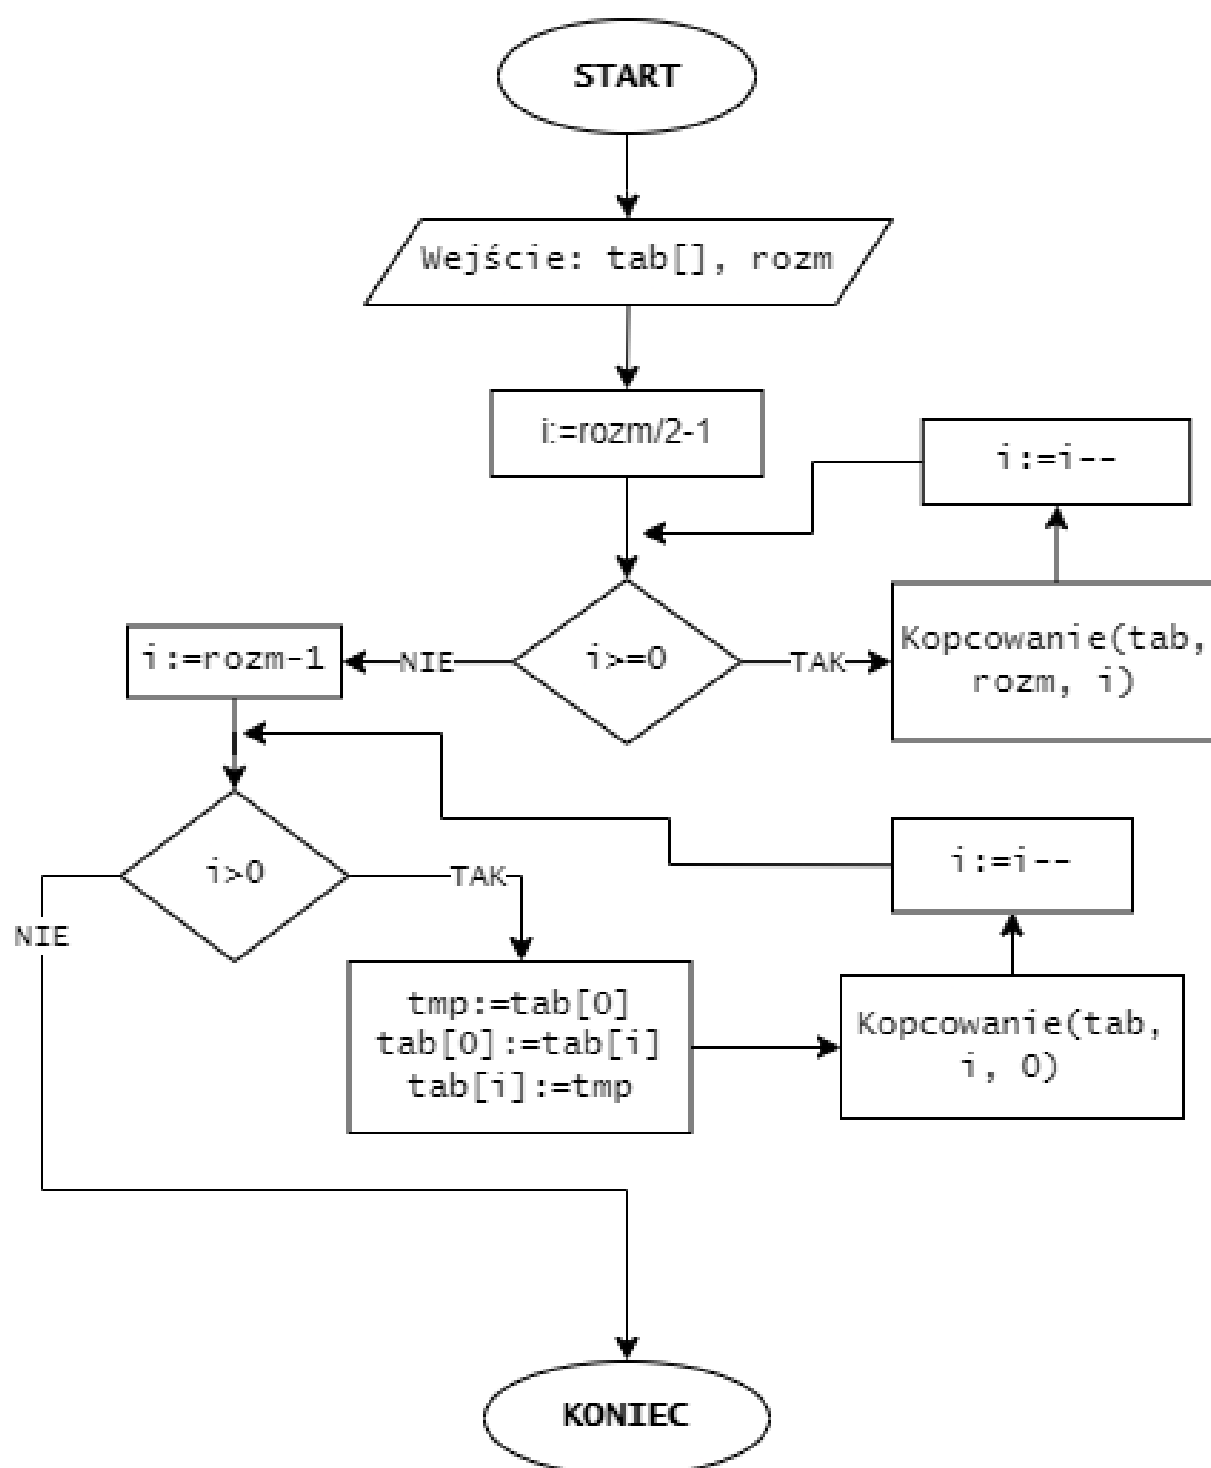 START
Wejście: tab[], rozm
i:=rozm/2-1
i:=i--
i>=0
TAK
Kopcowanie(tab,
rozm, i)
NIE
i:=rozm-1
i>0
TAK
NIE
tmp:=tab[0]
tab[0]:=tab[i]
tab[i]:=tmp
Kopcowanie(tab,
i, 0)
i:=i--
KONIEC